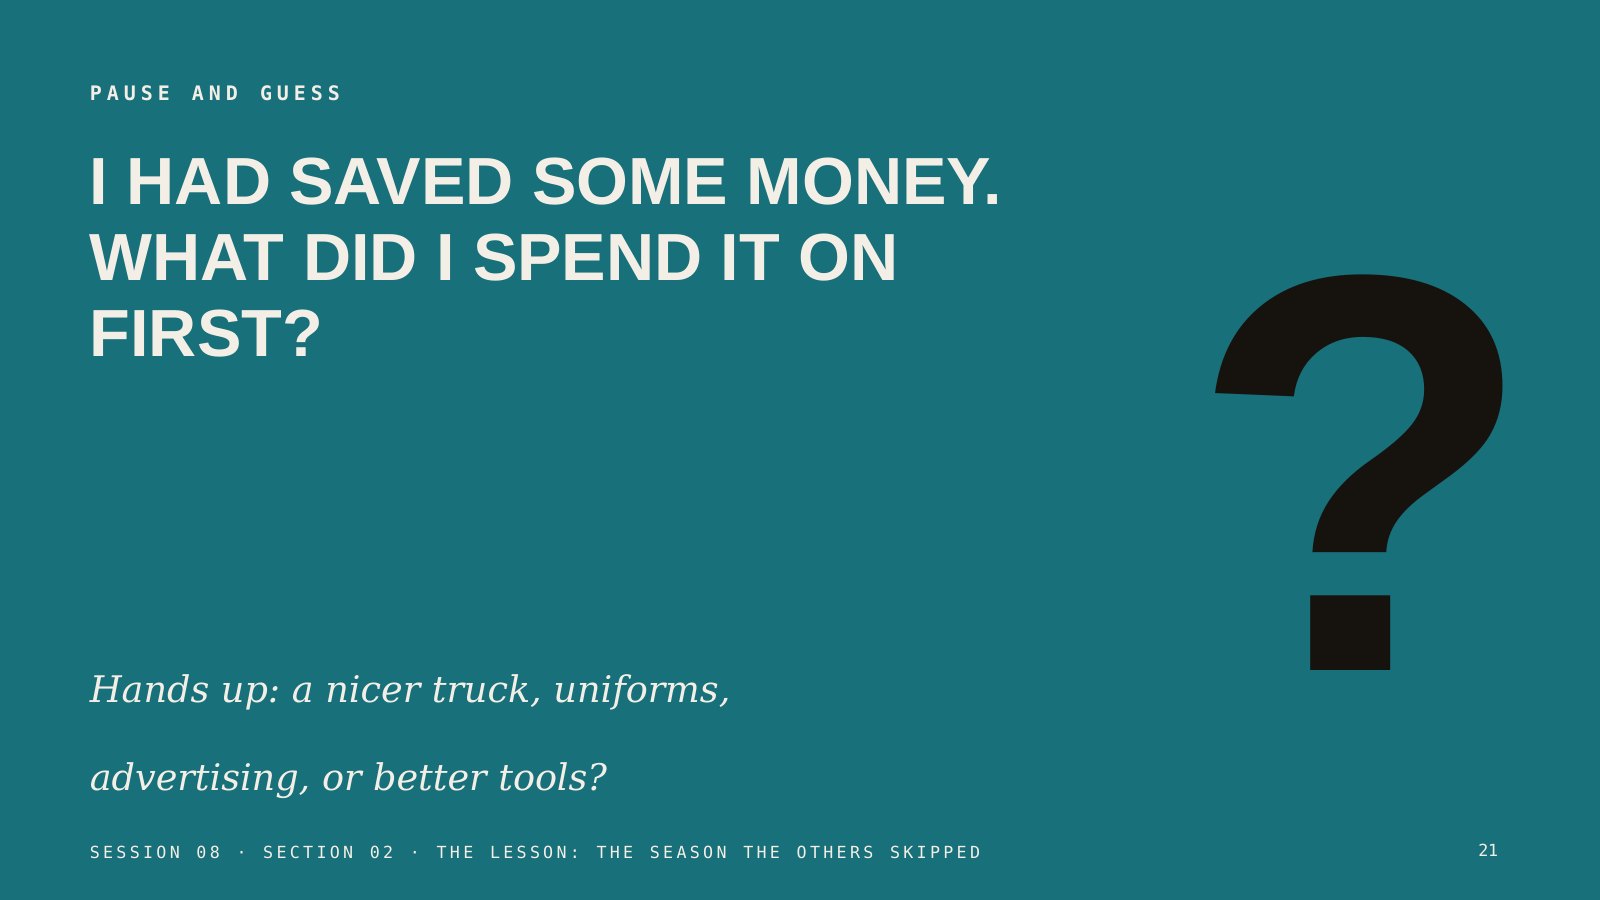 PAUSE AND GUESS
I HAD SAVED SOME MONEY.
WHAT DID I SPEND IT ON
FIRST?
?
Hands up: a nicer truck, uniforms,
advertising, or better tools?
SESSION 08 · SECTION 02 · THE LESSON: THE SEASON THE OTHERS SKIPPED
21